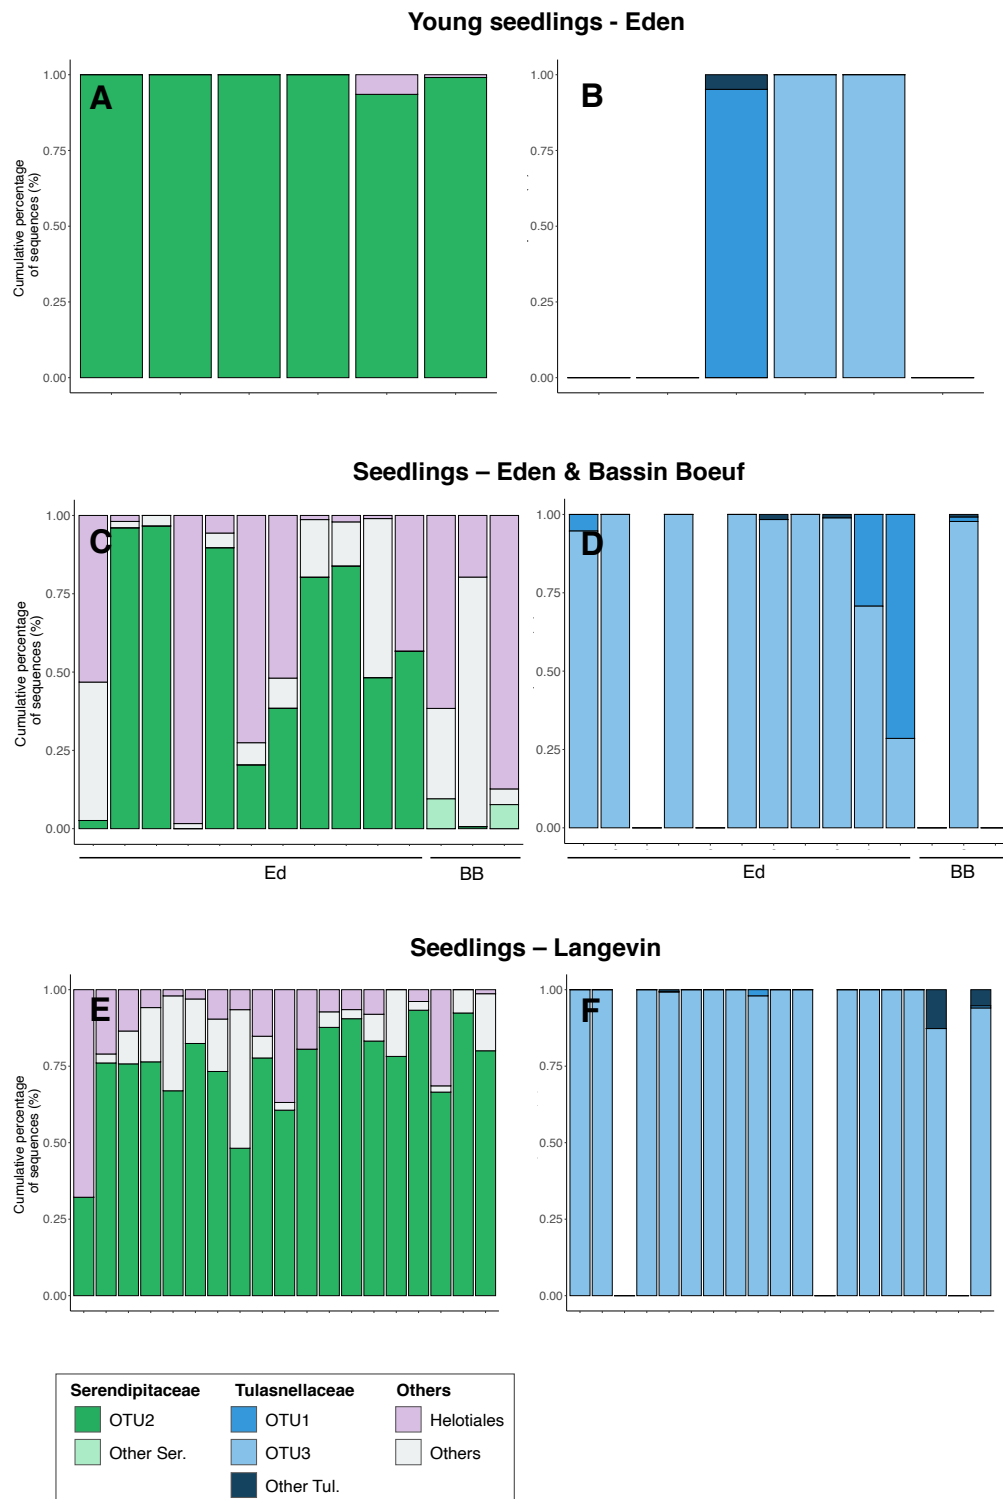 Young seedlings - Eden
A
B
Cumulative percentage
of sequences (%)
1.00
0.75
0.50
0.25
0.00
1.00
0.75
0.50
0.25
0.00
Seedlings – Eden & Bassin Boeuf
C
D
Cumulative percentage
of sequences (%)
1.00
0.75
0.50
0.25
0.00
1.00
0.75
0.50
0.25
0.00
Ed
BB
Ed
BB
Seedlings – Langevin
E
F
Cumulative percentage
of sequences (%)
1.00
0.75
0.50
0.25
0.00
1.00
0.75
0.50
0.25
0.00
Serendipitaceae
OTU2
Other Ser.
Tulasnellaceae
OTU1
OTU3
Other Tul.
Others
Helotiales
Others